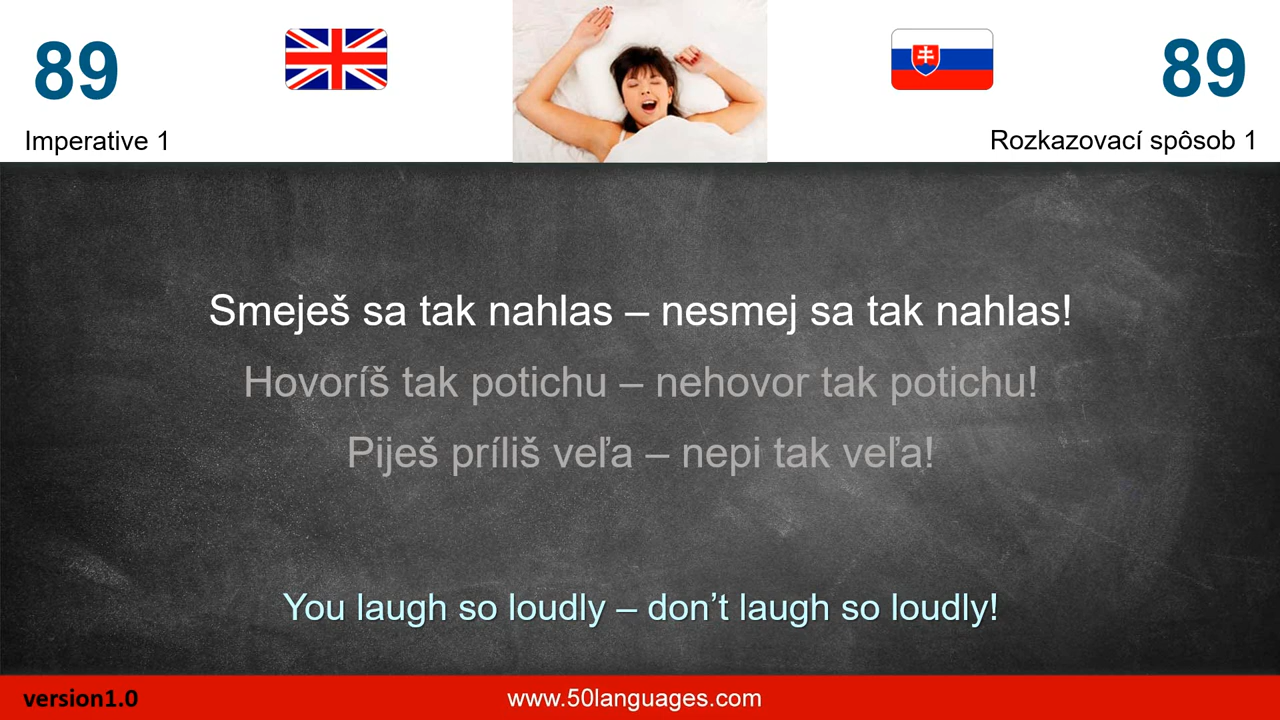 89
89
Imperative 1
Rozkazovací spôsob 1
Smeješ sa tak nahlas – nesmej sa tak nahlas!
Hovoríš tak potichu – nehovor tak potichu!
Piješ príliš veľa – nepi tak veľa!
You laugh so loudly – don’t laugh so loudly!
version1.0
www.50languages.com